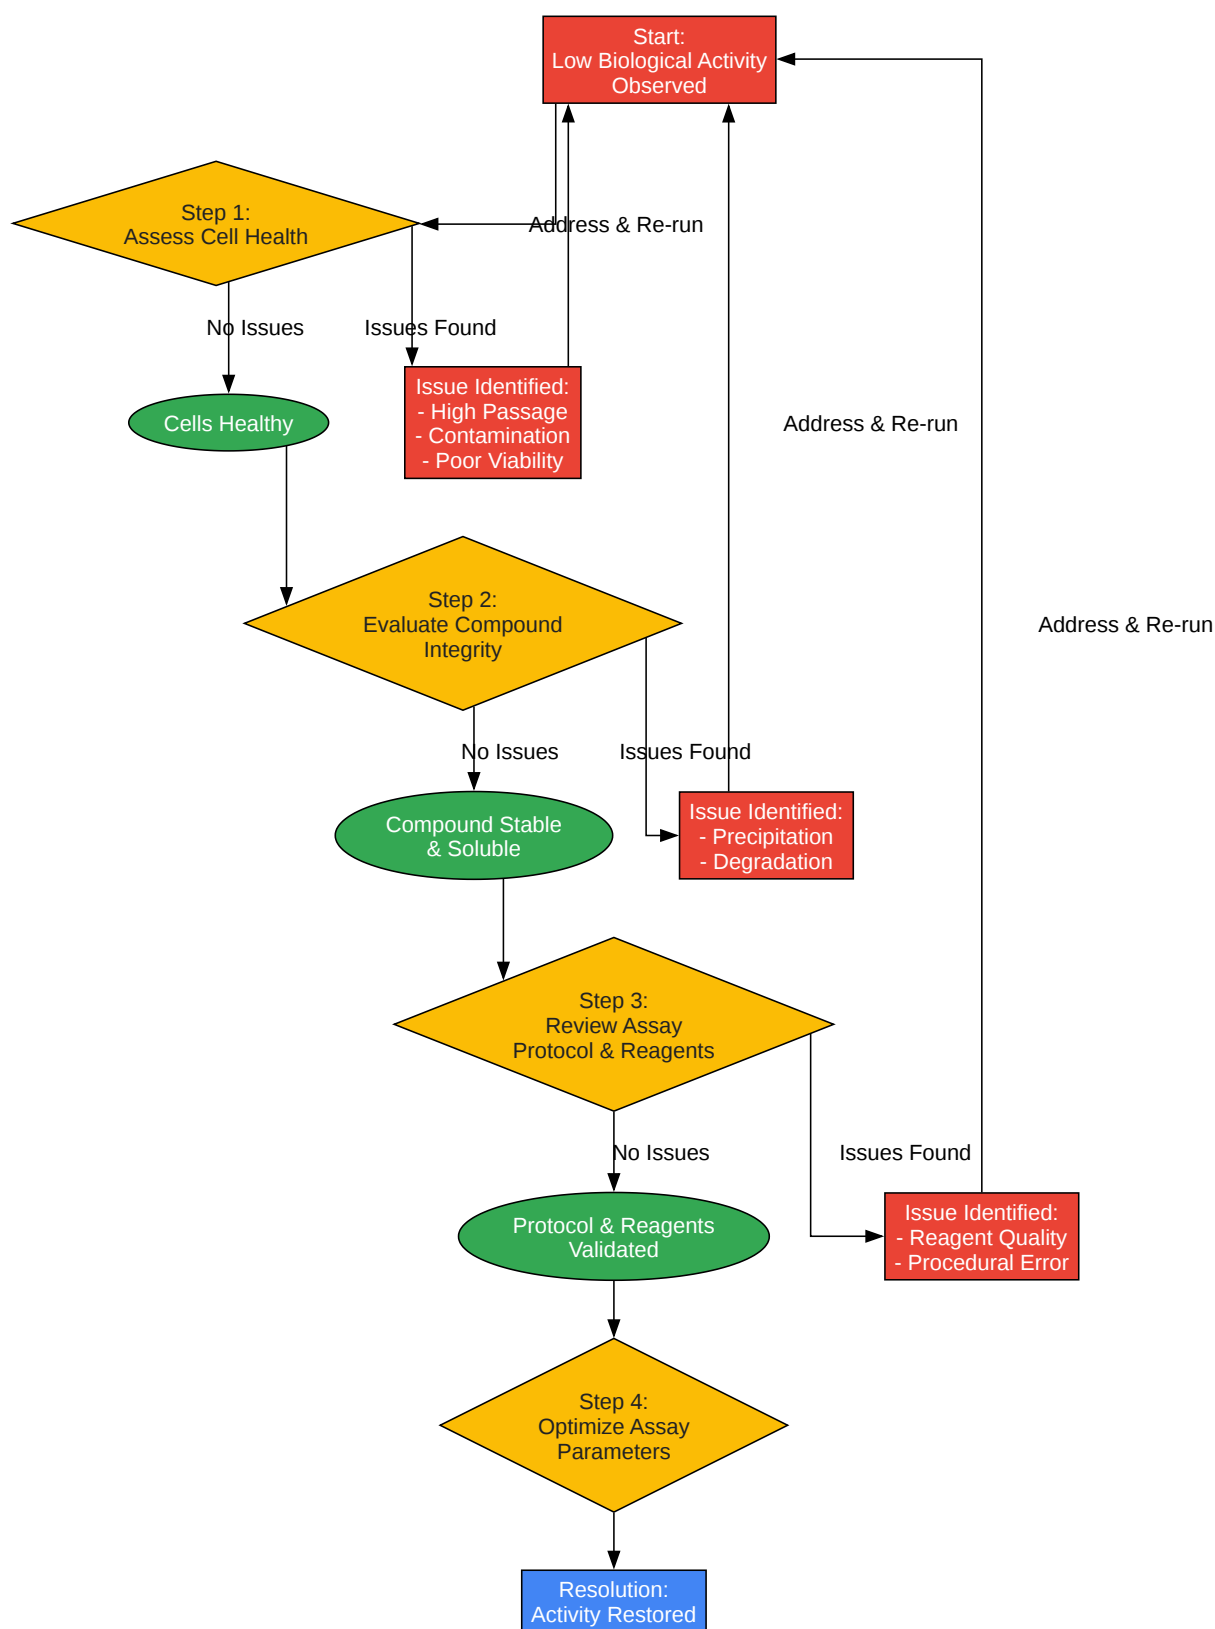 Start:
Low Biological Activity
Observed
Step 1:
Assess Cell Health
Address & Re-run
No Issues
Issues Found
Cells Healthy
Issue Identified:
- High Passage
- Contamination
- Poor Viability
Address & Re-run
Step 2:
Evaluate Compound
Integrity
Address & Re-run
No Issues
Issues Found
Compound Stable
& Soluble
Issue Identified:
- Precipitation
- Degradation
Step 3:
Review Assay
Protocol & Reagents
No Issues
Issues Found
Protocol & Reagents
Validated
Issue Identified:
- Reagent Quality
- Procedural Error
Step 4:
Optimize Assay
Parameters
Resolution:
Activity Restored